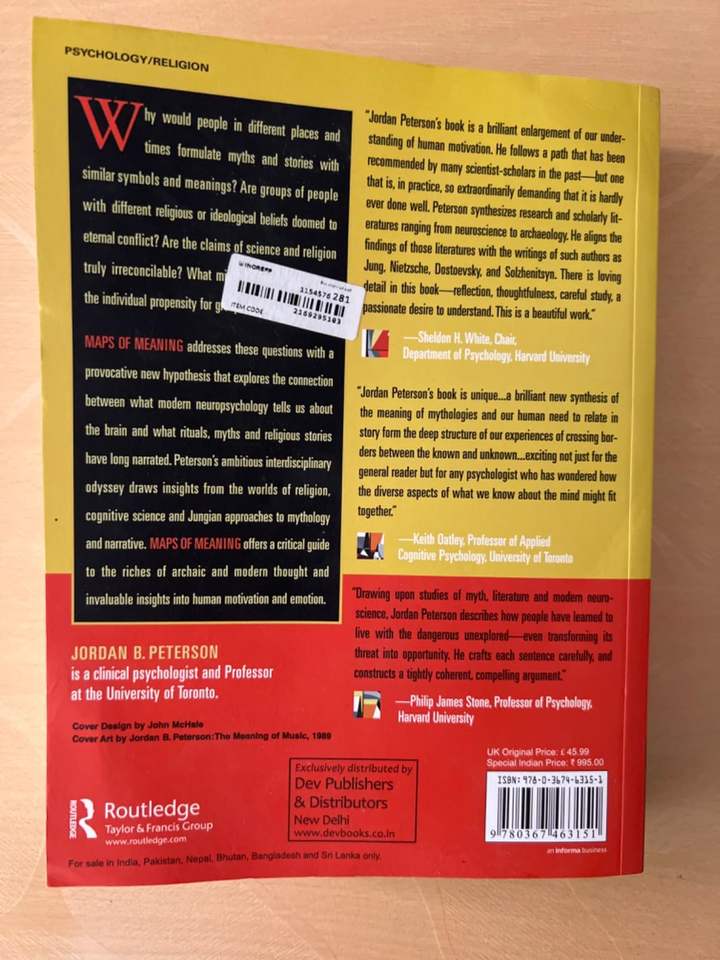 PSYCHOLOGY/RELIGION
Why would people in different places and
times formulate myths and stories with
similar symbols and meanings? Are groups of people
with different religious or ideological beliefs doomed to
eternal conflict? Are the claims of science and religion
truly irreconcilable? What
the individual propensity for
MAPS OF MEANING addresses these questions with a
provocative new hypothesis that explores the connection
between what modern neuropsychology tells us about
the brain and what rituals, myths and religious stories
have long narrated. Peterson's ambitious interdisciplinary
odyssey draws insights from the worlds of religion,
cognitive science and Jungian approaches to mythology
and narrative. MAPS OF MEANING offers a critical guide
to the riches of archaic and modern thought and
invaluable insights into human motivation and emotion.
1154576 281
ITEM CODE
2169295183
JORDAN B. PETERSON
is a clinical psychologist and Professor
at the University of Toronto.
Cover Design by John McHale
Cover Art by Jordan B. Peterson: The Meaning of Music, 1989
"Jordan Peterson's book is a brilliant enlargement of our under-
standing of human motivation. He follows a path that has been
recommended by many scientist-scholars in the past—but one
that is, in practice, so extraordinarily demanding that it is hardly
ever done well. Peterson synthesizes research and scholarly lit-
eratures ranging from neuroscience to archaeology. He aligns the
findings of those literatures with the writings of such authors as
Jung, Nietzsche, Dostoevsky, and Solzhenitsyn. There is loving
detail in this book—reflection, thoughtfulness, careful study, a
passionate desire to understand. This is a beautiful work."
—Sheldon H. White, Chair,
Department of Psychology, Harvard University
"Jordan Peterson's book is unique...a brilliant new synthesis of
the meaning of mythologies and our human need to relate in
story form the deep structure of our experiences of crossing bor-
ders between the known and unknown...exciting not just for the
general reader but for any psychologist who has wondered how
the diverse aspects of what we know about the mind might fit
together."
—Keith Oatley, Professor of Applied
Cognitive Psychology, University of Toronto
"Drawing upon studies of myth, literature and modern neuro-
science, Jordan Peterson describes how people have learned to
live with the dangerous unexplored—even transforming its
threat into opportunity. He crafts each sentence carefully, and
constructs a tightly coherent, compelling argument."
—Philip James Stone, Professor of Psychology,
Harvard University
UK Original Price: £ 45.99
Special Indian Price: ₹ 995.00
ISBN: 978-0-3674-6315-1
9 780367 463151
an informa business
Exclusively distributed by
Dev Publishers
& Distributors
New Delhi
www.devbooks.co.in
ROUTLEDGE
Routledge
Taylor & Francis Group
www.routledge.com
For sale in India, Pakistan, Nepal, Bhutan, Bangladesh and Sri Lanka only.